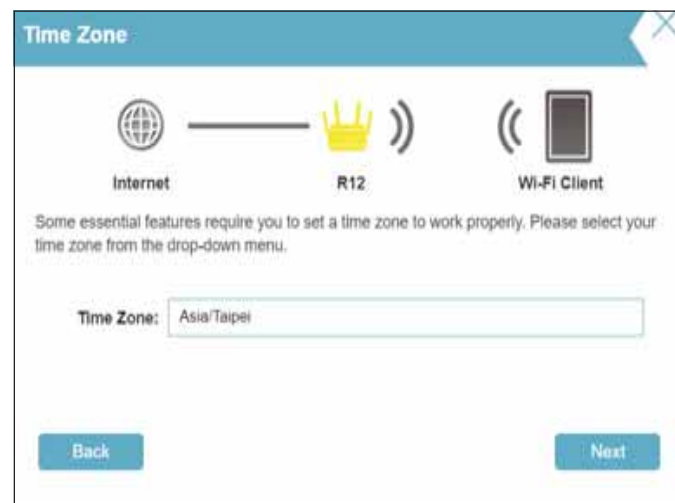 Time Zone
Internet
R12
Wi-Fi Client
Some essential features require you to set a time zone to work properly. Please select your
time zone from the drop-down menu.
Time Zone: Asia/Taipei
Back Next